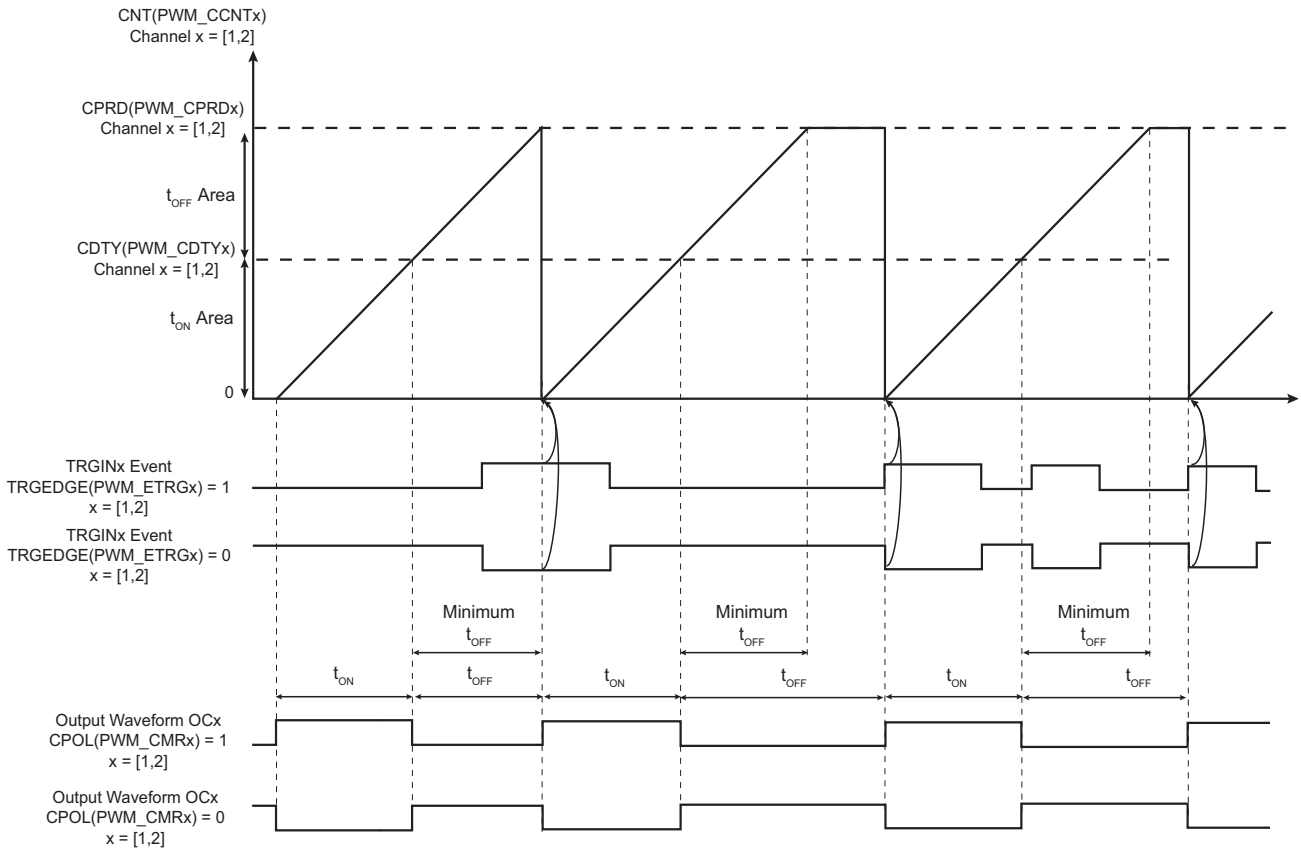 CNT(PWM_CCNTx)
Channel x = [1,2]
CPRD(PWM_CPRDx)
Channel x = [1,2]
tOFF Area
CDTY(PWM_CDTYx)
Channel x = [1,2]
tON Area
0
TRGINx Event
TRGEDGE(PWM_ETRGx) = 1
x = [1,2]
TRGINx Event
TRGEDGE(PWM_ETRGx) = 0
x = [1,2]
Minimum
tOFF
Minimum
tOFF
Minimum
tOFF
tON
tOFF
tON
tOFF
tON
tOFF
Output Waveform OCx
CPOL(PWM_CMRx) = 1
x = [1,2]
Output Waveform OCx
CPOL(PWM_CMRx) = 0
x = [1,2]